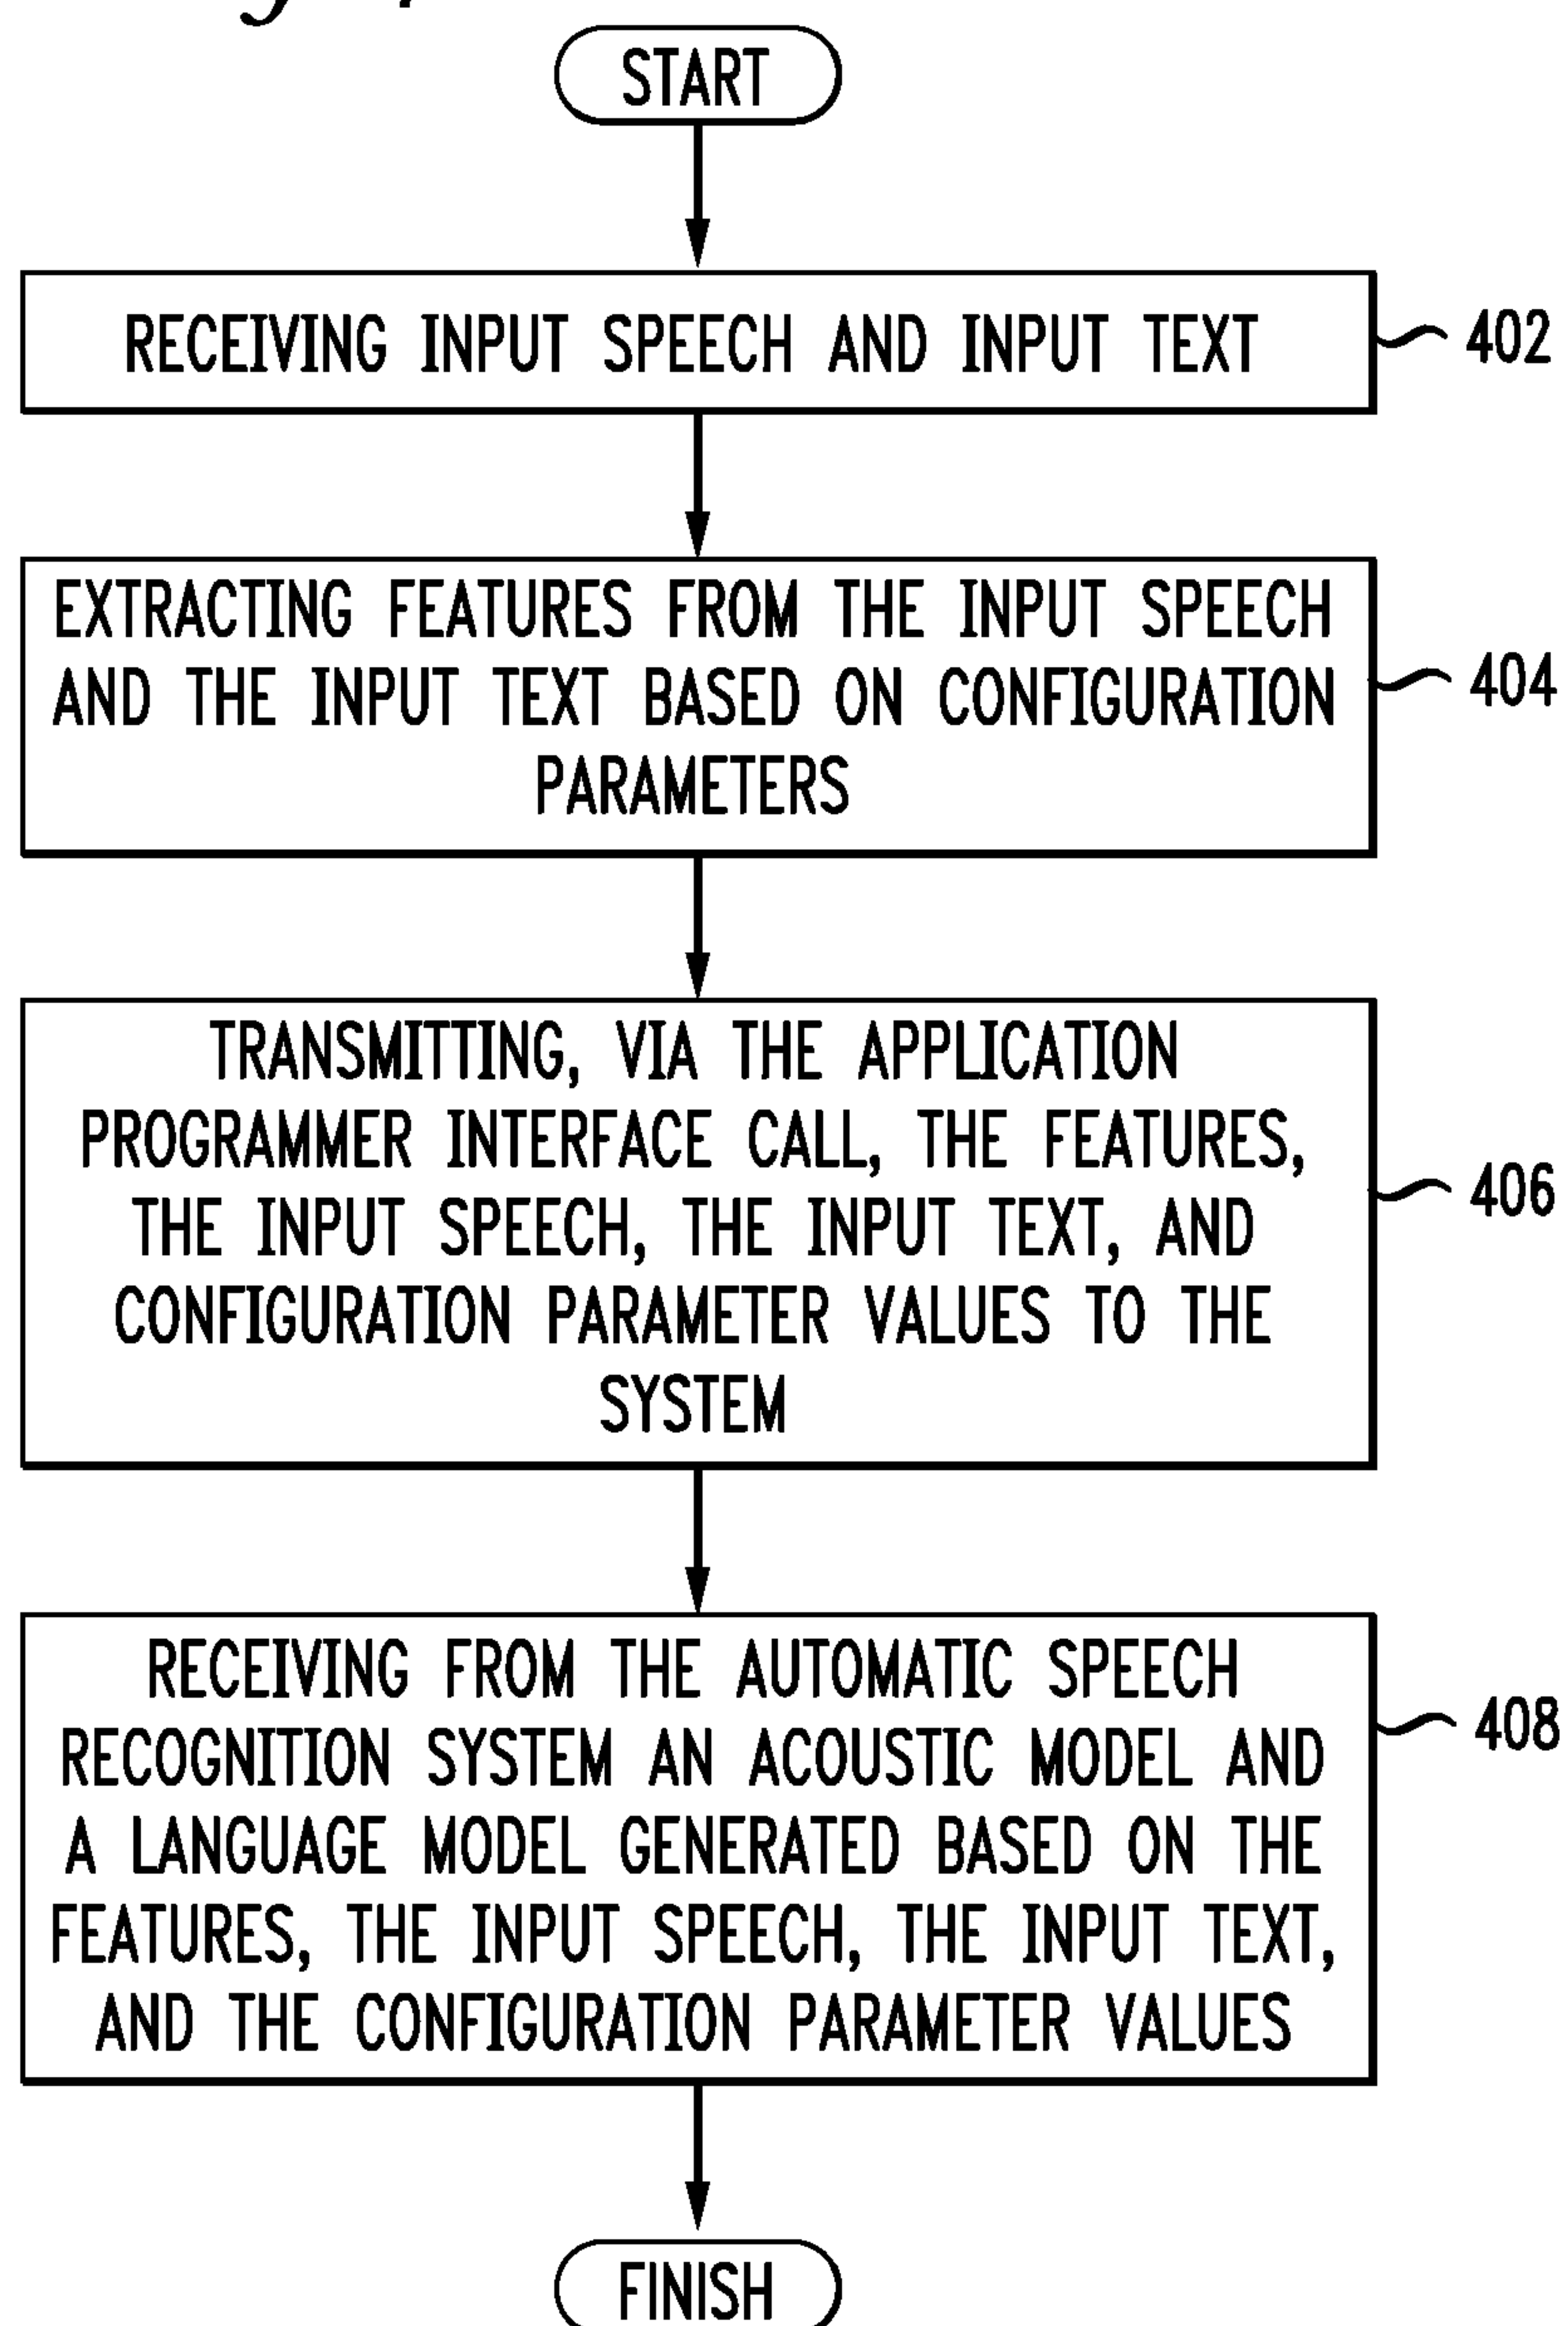 START
RECEIVING INPUT SPEECH AND INPUT TEXT
402
EXTRACTING FEATURES FROM THE INPUT SPEECH
AND THE INPUT TEXT BASED ON CONFIGURATION
PARAMETERS
404
TRANSMITTING, VIA THE APPLICATION
PROGRAMMER INTERFACE CALL, THE FEATURES,
THE INPUT SPEECH, THE INPUT TEXT, AND
CONFIGURATION PARAMETER VALUES TO THE
SYSTEM
406
RECEIVING FROM THE AUTOMATIC SPEECH
RECOGNITION SYSTEM AN ACOUSTIC MODEL AND
A LANGUAGE MODEL GENERATED BASED ON THE
FEATURES, THE INPUT SPEECH, THE INPUT TEXT,
AND THE CONFIGURATION PARAMETER VALUES
408
FINISH